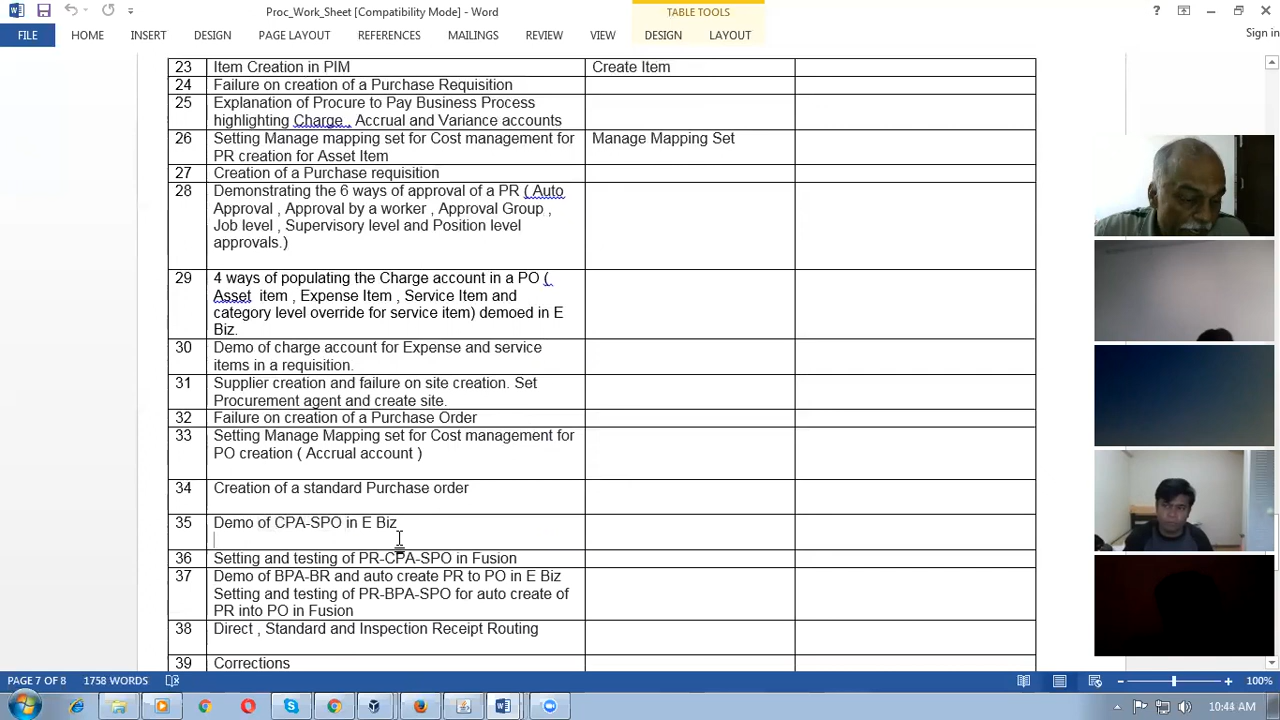 Proc_Work_Sheet [Compatibility Mode] - Word
TABLE TOOLS
?
FILE HOME INSERT DESIGN PAGE LAYOUT REFERENCES MAILINGS REVIEW VIEW DESIGN LAYOUT Sign in
23 Item Creation in PIM Create Item
24 Failure on creation of a Purchase Requisition
25 Explanation of Procure to Pay Business Process
highlighting Charge , Accrual and Variance accounts
26 Setting Manage mapping set for Cost management for Manage Mapping Set
PR creation for Asset Item
27 Creation of a Purchase requisition
28 Demonstrating the 6 ways of approval of a PR ( Auto
Approval , Approval by a worker , Approval Group ,
Job level , Supervisory level and Position level
approvals.)
29 4 ways of populating the Charge account in a PO (
Asset item , Expense Item , Service Item and
category level override for service item) demoed in E
Biz.
30 Demo of charge account for Expense and service
items in a requisition.
31 Supplier creation and failure on site creation. Set
Procurement agent and create site.
32 Failure on creation of a Purchase Order
33 Setting Manage Mapping set for Cost management for
PO creation ( Accrual account )
34 Creation of a standard Purchase order
35 Demo of CPA-SPO in E Biz
36 Setting and testing of PR-CPA-SPO in Fusion
37 Demo of BPA-BR and auto create PR to PO in E Biz
Setting and testing of PR-BPA-SPO for auto create of
PR into PO in Fusion
38 Direct , Standard and Inspection Receipt Routing
39 Corrections
PAGE 7 OF 8 1758 WORDS 100%
10:44 AM